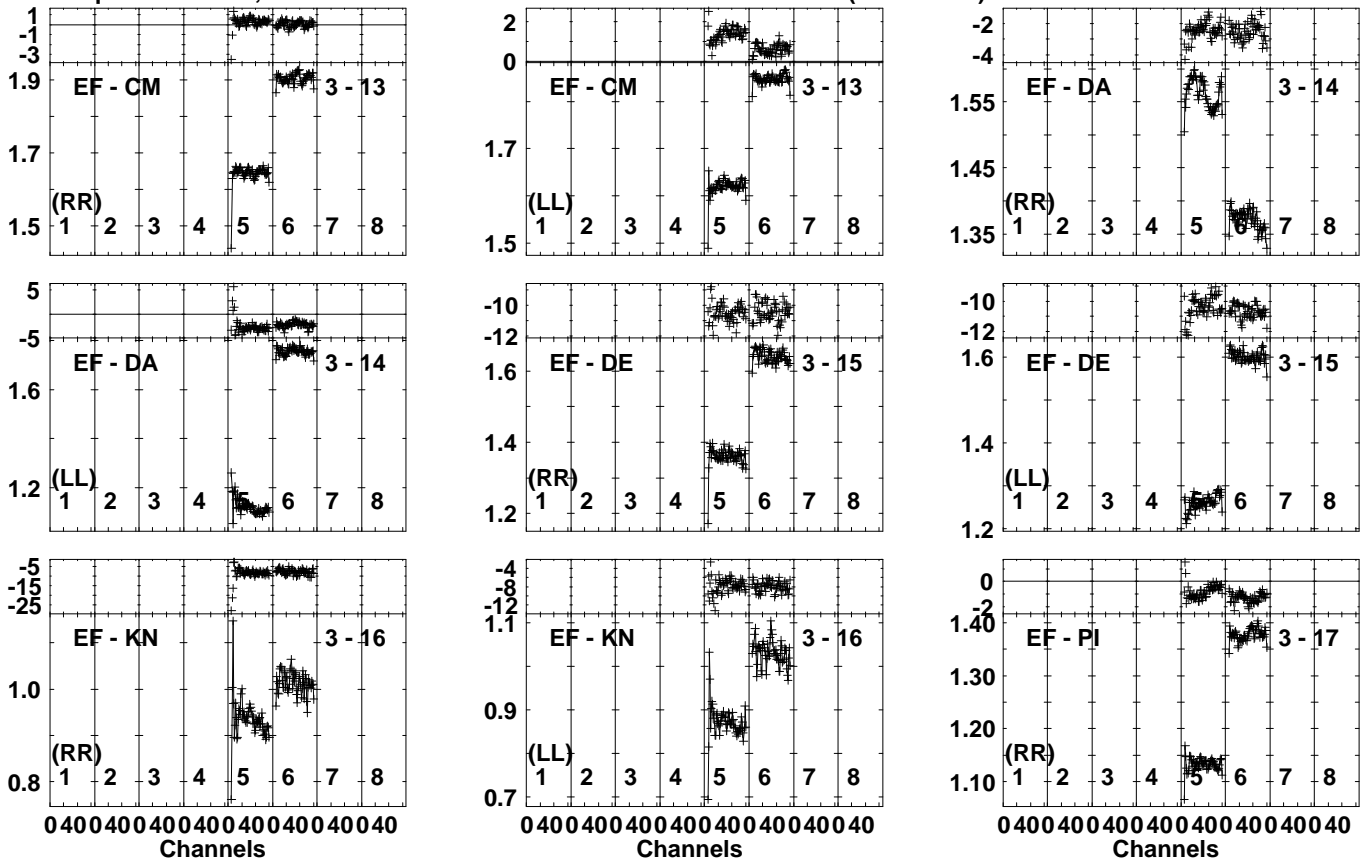 1
-1
-3
1.9
EF - CM 3 - 13
1.7
(RR)
1.5
1 2 3 4 5 6 7 8
2
0
EF - CM 3 - 13
1.7
(LL)
1.5
1 2 3 4 5 6 7 8
-2
-4
EF - DA 3 - 14
1.55
1.45
(RR)
1.35
1 2 3 4 5 6 7 8
5
-5
EF - DA 3 - 14
1.6
(LL)
1.2
1 2 3 4 5 6 7 8
-10
-12
1.6
EF - DE 3 - 15
1.4
(RR)
1.2
1 2 3 4 5 6 7 8
-10
-12
1.6
EF - DE 3 - 15
1.4
(LL)
1.2
1 2 3 4 5 6 7 8
-5
-15
-25
EF - KN 3 - 16
1.0
(RR)
0.8
1 2 3 4 5 6 7 8
0 40 0 40 0 40 0 40 0 40 0 40 0 40 0 40
Channels
-4
-8
-12
1.1
EF - KN 3 - 16
0.9
(LL)
0.7
1 2 3 4 5 6 7 8
0 40 0 40 0 40 0 40 0 40 0 40 0 40 0 40
Channels
0
-2
1.40
EF - PI 3 - 17
1.30
1.20
(RR)
1.10
1 2 3 4 5 6 7 8
0 40 0 40 0 40 0 40 0 40 0 40 0 40 0 40
Channels